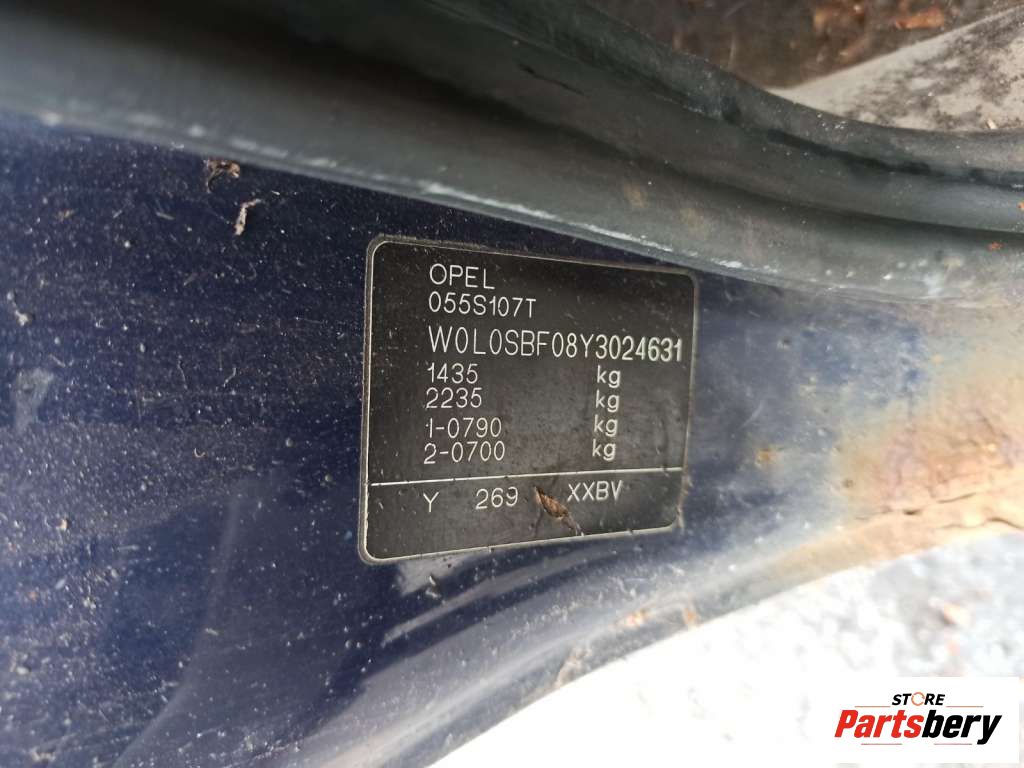 OPEL
055S107T
W0L0SBF08Y3024631
1435 kg
2235 kg
1-0790 kg
2-0700 kg
Y 269 XXBV
STORE
Partsbery